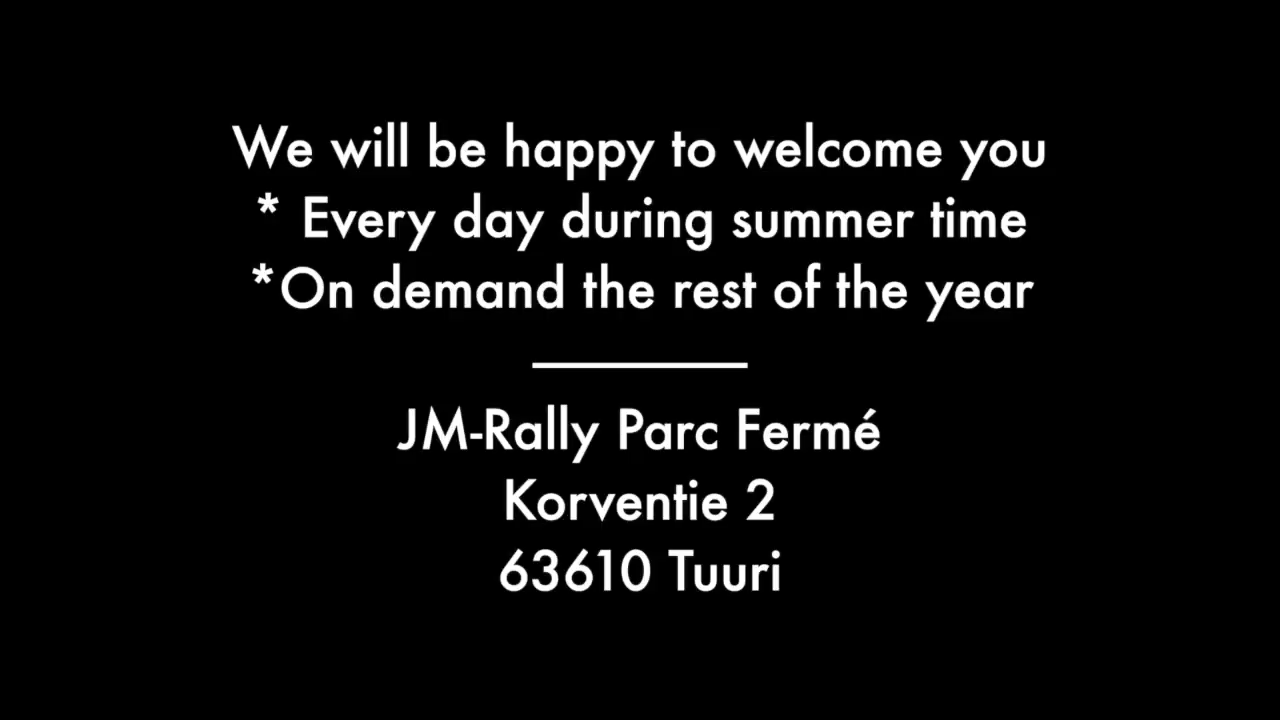 We will be happy to welcome you
* Every day during summer time
*On demand the rest of the year
JM-Rally Parc Fermé
Korventie 2
63610 Tuuri